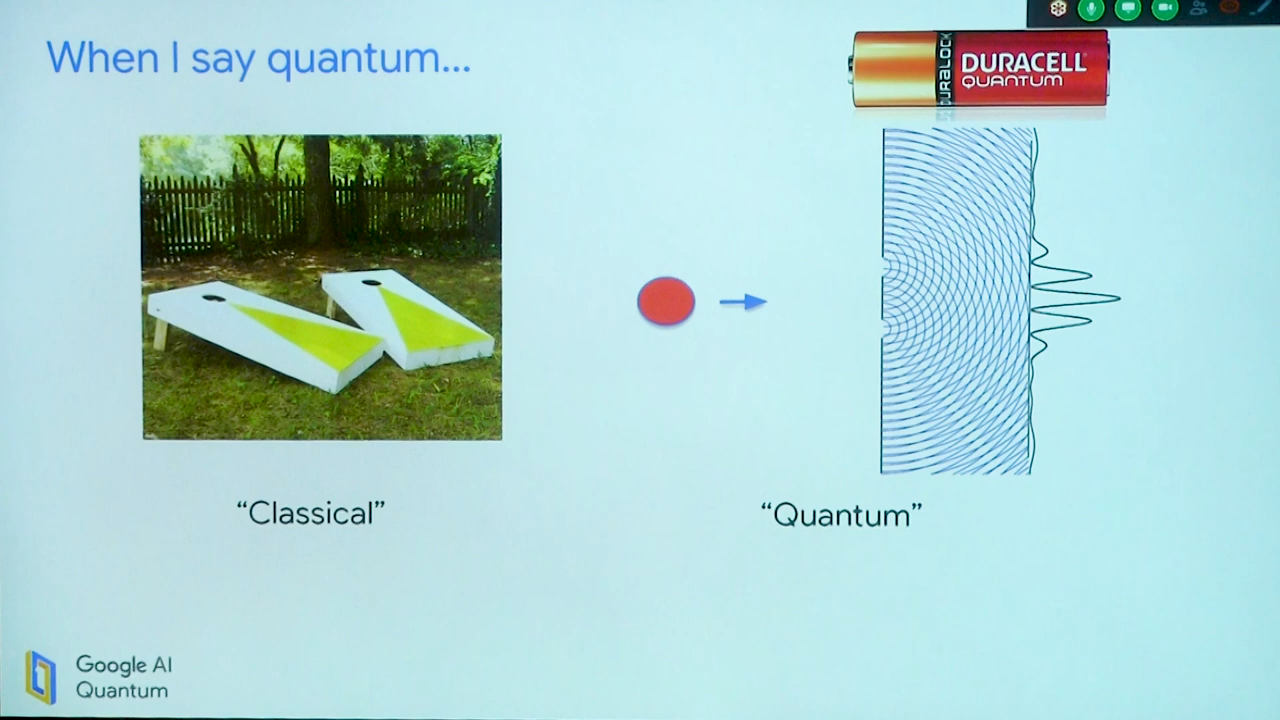 When I say quantum...
DURALOCK
DURACELL
QUANTUM
“Classical”
“Quantum”
Google AI
Quantum